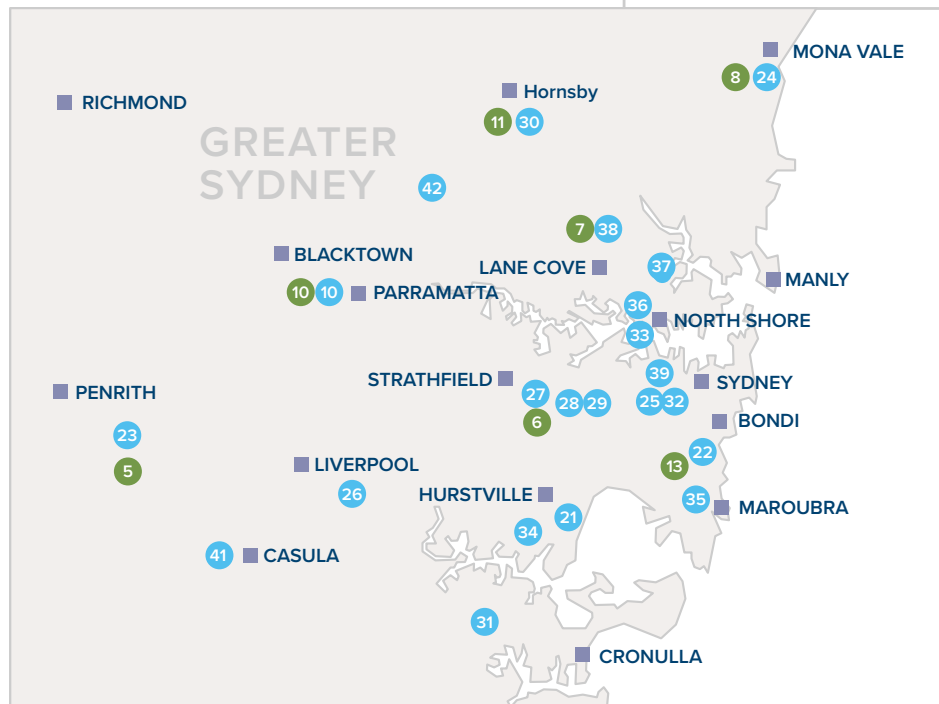 MONA VALE
8 24
Hornsby
RICHMOND
11 30
GREATER
SYDNEY
42
7 38
BLACKTOWN
LANE COVE
37
MANLY
10 10
PARRAMATTA
36
NORTH SHORE
33
STRATHFIELD
39
SYDNEY
PENRITH
27
28 29
25 32
6
BONDI
23
22
LIVERPOOL
13
5
26
HURSTVILLE
35
MAROUBRA
21
34
41
CASULA
31
CRONULLA